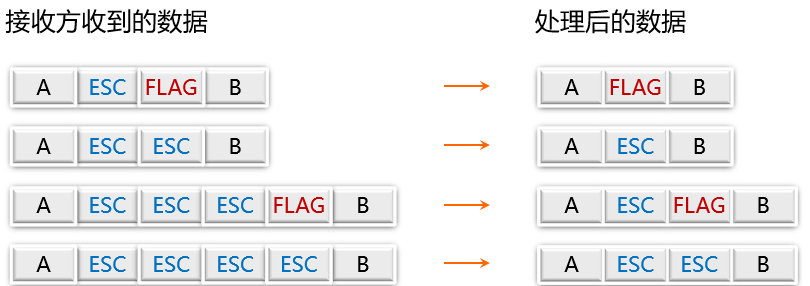 接收方收到的数据 处理后的数据
A ESC FLAG B A FLAG B
A ESC ESC B A ESC B
A ESC ESC ESC FLAG B A ESC FLAG B
A ESC ESC ESC ESC B A ESC ESC B